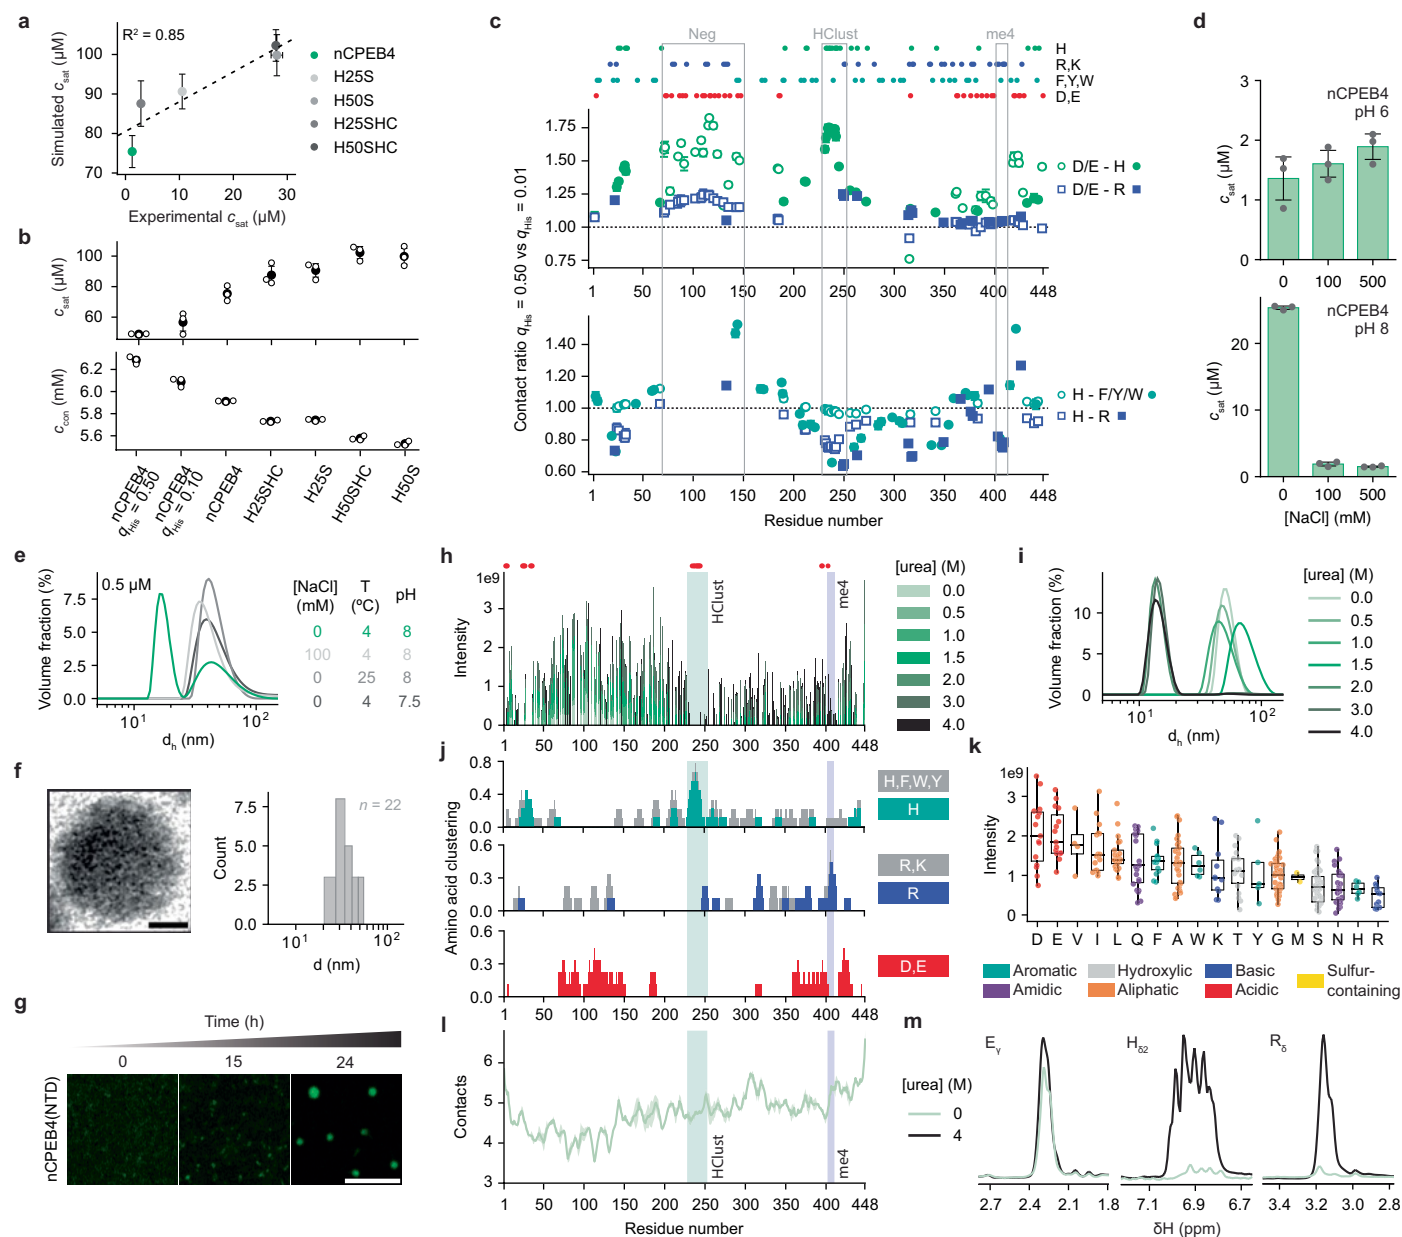 a
R² = 0.85
Simulated csat (µM)
100
90
80
70
0
10
20
30
Experimental csat (µM)
nCPEB4
H25S
H50S
H25SHC
H50SHC
b
csat (µM)
100
80
60
ccon (mM)
6.2
6.0
5.8
5.6
nCPEB4 qHis = 0.50
nCPEB4 qHis = 0.10
nCPEB4
H25SHC
H25S
H50SHC
H50S
c
Neg
HClust
me4
H
R,K
F,Y,W
D,E
Contact ratio qHis = 0.50 vs qHis = 0.01
1.75
1.50
1.25
1.00
0.75
D/E - H
D/E - R
1 50 100 150 200 250 300 350 400 448
1.40
1.20
1.00
0.80
0.60
H - F/Y/W
H - R
1 50 100 150 200 250 300 350 400 448
Residue number
d
nCPEB4
pH 6
csat (µM)
3
2
1
0
0 100 500
nCPEB4
pH 8
csat (µM)
20
10
0
0 100 500
[NaCl] (mM)
e
0.5 µM
Volume fraction (%)
7.5
5.0
2.5
0.0
10¹ 10²
dh (nm)
[NaCl] (mM) T (ºC) pH
0 4 8
100 4 8
0 25 8
0 4 7.5
f
n = 22
Count
7.5
5.0
2.5
0.0
10¹ 10²
d (nm)
g
Time (h)
0 15 24
nCPEB4(NTD)
h
1e9
Intensity
3
2
1
0
HClust
me4
1 50 100 150 200 250 300 350 400 448
[urea] (M)
0.0
0.5
1.0
1.5
2.0
3.0
4.0
i
Volume fraction (%)
10
5
0
10¹ 10²
dh (nm)
[urea] (M)
0.0
0.5
1.0
1.5
2.0
3.0
4.0
j
Amino acid clustering
0.8
0.4
0.0
H,F,W,Y
H
0.6
0.3
0.0
R,K
R
0.6
0.3
0.0
D,E
1 50 100 150 200 250 300 350 400 448
k
1e9
Intensity
3
2
1
0
D E V I L Q F A W K T Y G M S N H R
Aromatic
Hydroxylic
Basic
Sulfur-containing
Amidic
Aliphatic
Acidic
l
Contacts
6
5
4
3
HClust
me4
1 50 100 150 200 250 300 350 400 448
Residue number
m
[urea] (M)
0
4
Eγ
Hδ2
Rδ
2.7 2.4 2.1 1.8
7.1 6.9 6.7
3.2 3.0 2.8
δH (ppm)